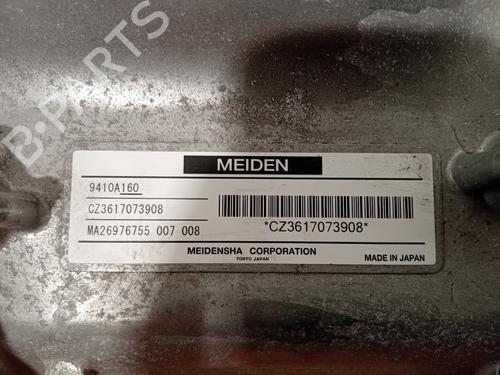 B-PARTS
MEIDEN
9410A160
CZ3617073908
MA26976755 007 008
*CZ3617073908*
MEIDENSHA CORPORATION
TOKYO JAPAN
MADE IN JAPAN